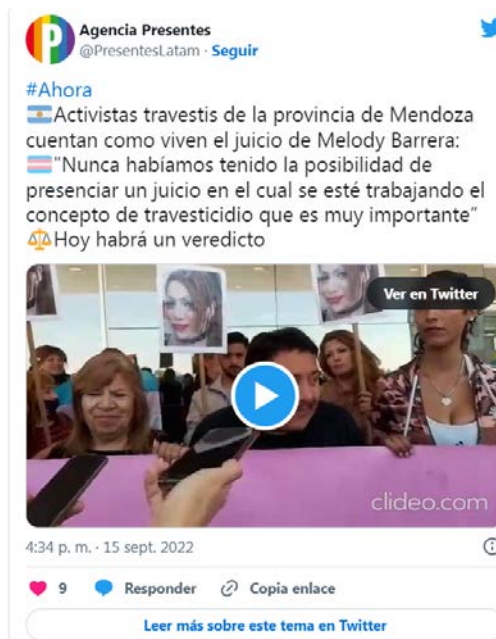 Agencia Presentes
@PresentesLatam · Seguir
#Ahora
Activistas travestis de la provincia de Mendoza
cuentan como viven el juicio de Melody Barrera:
"Nunca habíamos tenido la posibilidad de
presenciar un juicio en el cual se esté trabajando el
concepto de travesticidio que es muy importante"
Hoy habrá un veredicto
Ver en Twitter
clideo.com
4:34 p. m. · 15 sept. 2022
9 Responder Copia enlace
Leer más sobre este tema en Twitter